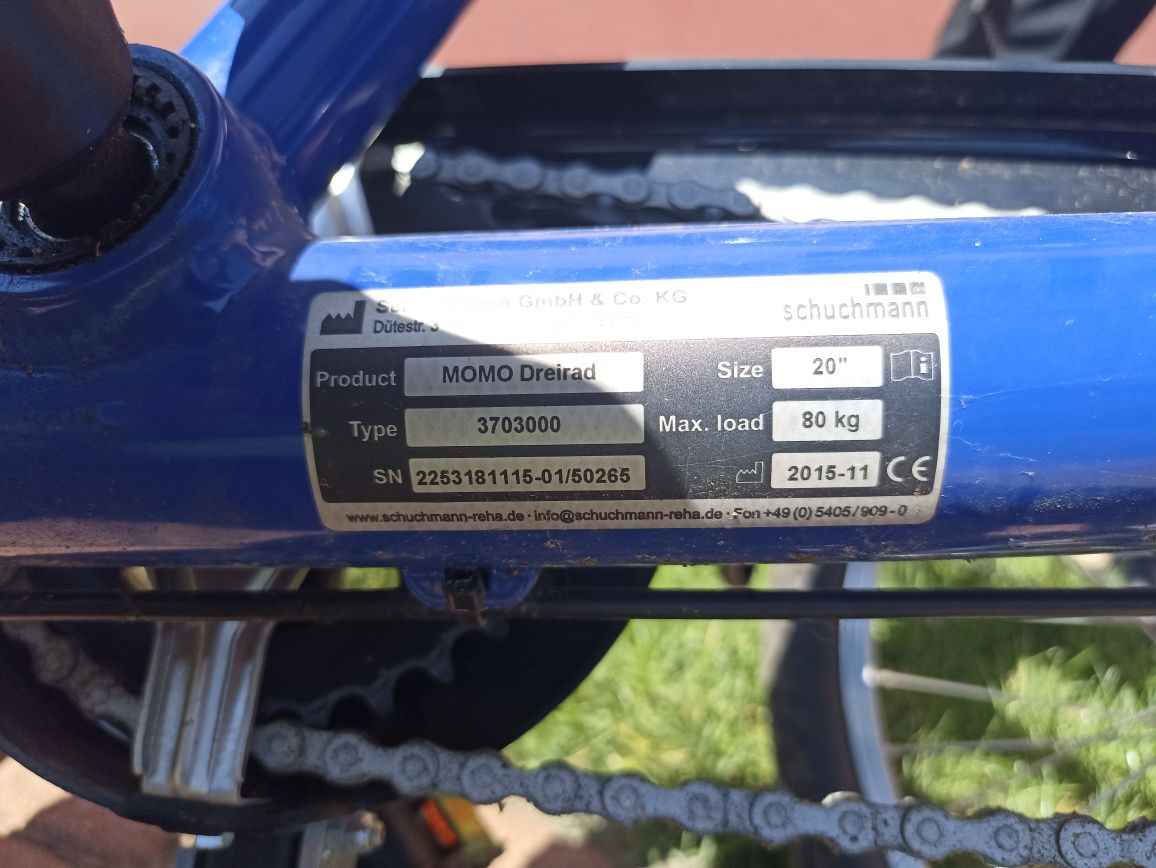 GmbH & Co. KG
Dütestr. 3
schuchmann
Product MOMO Dreirad Size 20"
Type 3703000 Max. load 80 kg
SN 2253181115-01/50265 2015-11 CE
www.schuchmann-reha.de · info@schuchmann-reha.de · Fon +49 (0) 5405 / 909 - 0